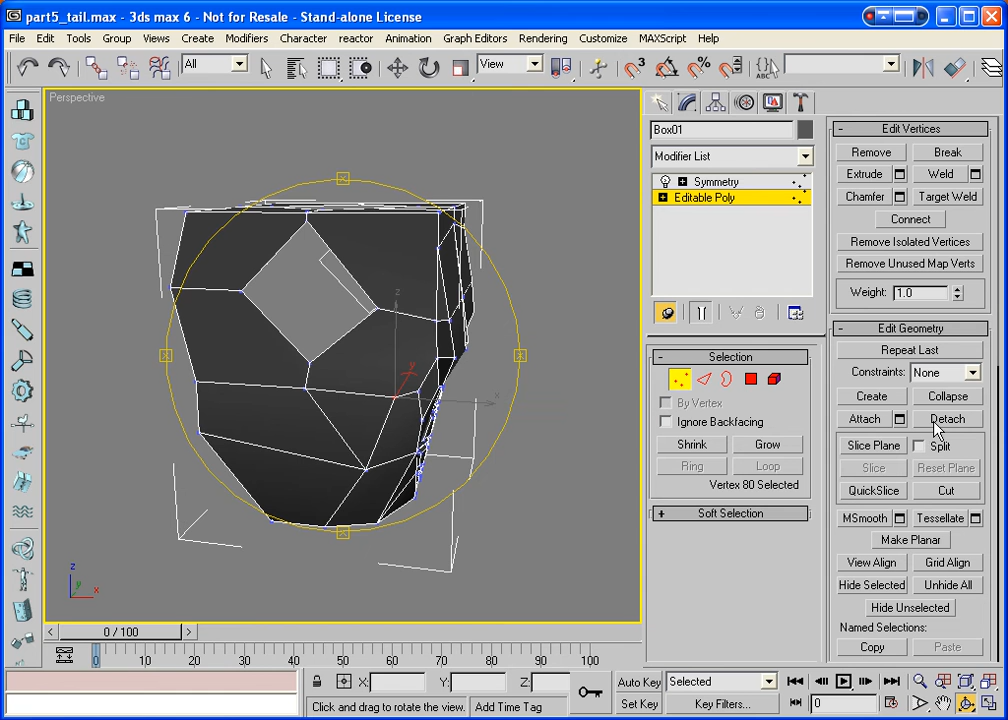 part5_tail.max - 3ds max 6 - Not for Resale - Stand-alone License
File Edit Tools Group Views Create Modifiers Character reactor Animation Graph Editors Rendering Customize MAXScript Help
All View 3 % ABC
Perspective
z
y
x
z
y
x
Box01
Modifier List
Symmetry
Editable Poly
- Selection
By Vertex
Ignore Backfacing
Shrink Grow
Ring Loop
Vertex 80 Selected
+ Soft Selection
- Edit Vertices
Remove Break
Extrude Weld
Chamfer Target Weld
Connect
Remove Isolated Vertices
Remove Unused Map Verts
Weight: 1.0
- Edit Geometry
Repeat Last
Constraints: None
Create Collapse
Attach Detach
Slice Plane Split
Slice Reset Plane
QuickSlice Cut
MSmooth Tessellate
Make Planar
View Align Grid Align
Hide Selected Unhide All
Hide Unselected
Named Selections:
Copy Paste
< 0 / 100 >
0 10 20 30 40 50 60 70 80 90 100
X: Y: Z: Auto Key Selected
Click and drag to rotate the view. Add Time Tag Set Key Key Filters... 0